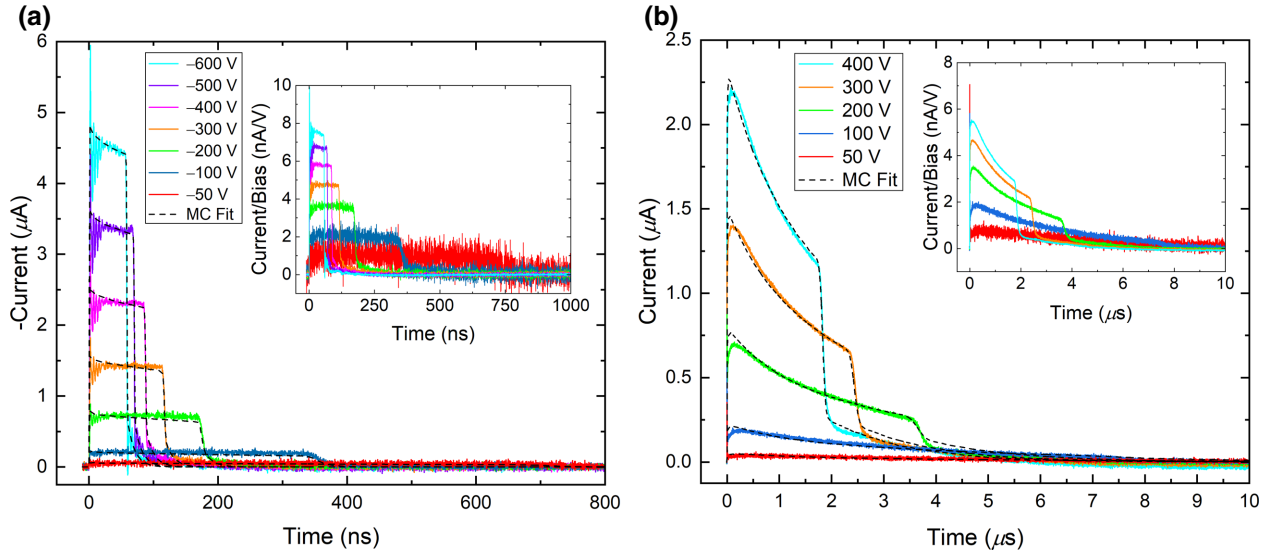 (a)
6
5
4
3
2
1
0
-Current (μA)
0 200 400 600 800
Time (ns)
−600 V
−500 V
−400 V
−300 V
−200 V
−100 V
−50 V
MC Fit
10
8
6
4
2
0
Current/Bias (nA/V)
0 250 500 750 1000
Time (ns)
(b)
2.5
2.0
1.5
1.0
0.5
0.0
Current (μA)
0 1 2 3 4 5 6 7 8 9 10
Time (μs)
400 V
300 V
200 V
100 V
50 V
MC Fit
8
6
4
2
0
Current/Bias (nA/V)
0 2 4 6 8 10
Time (μs)